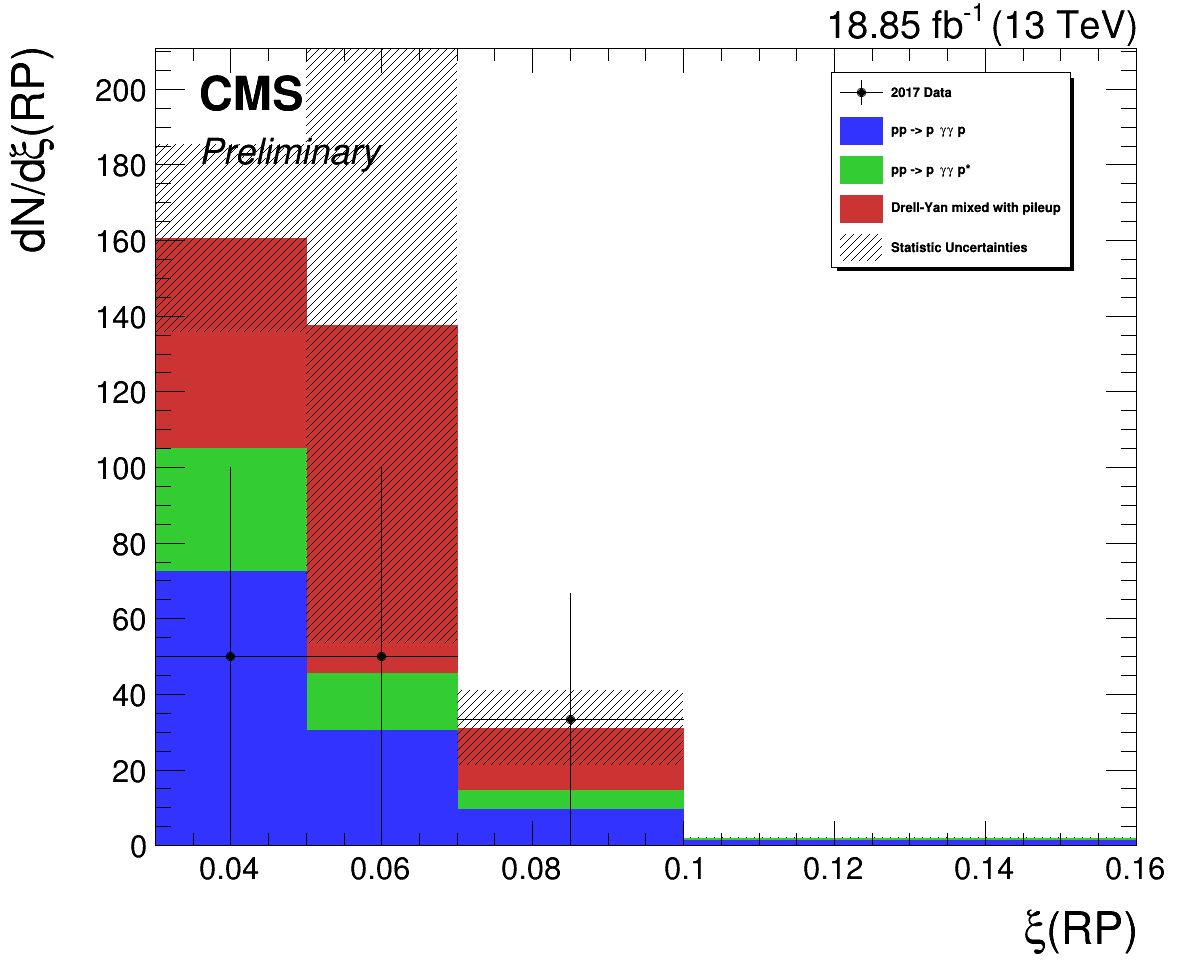 18.85 fb⁻¹ (13 TeV)
dN/dξ(RP)
CMS
Preliminary
2017 Data
pp -> p γγ p
pp -> p γγ p*
Drell-Yan mixed with pileup
Statistic Uncertainties
200
180
160
140
120
100
80
60
40
20
0
0.04 0.06 0.08 0.1 0.12 0.14 0.16
ξ(RP)